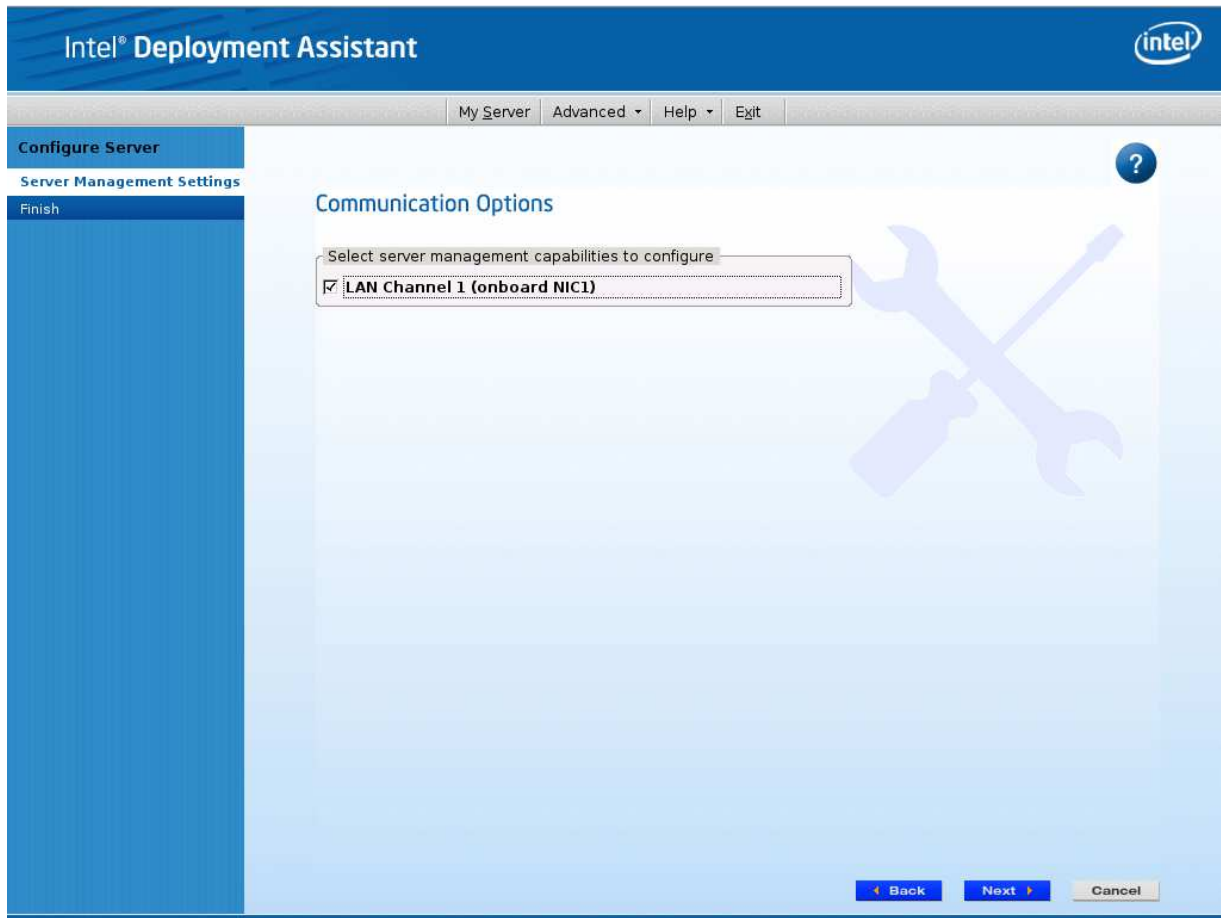 Intel® Deployment Assistant
intel
My Server Advanced Help Exit
Configure Server
Server Management Settings
Finish
?
Communication Options
Select server management capabilities to configure
LAN Channel 1 (onboard NIC1)
Back Next Cancel